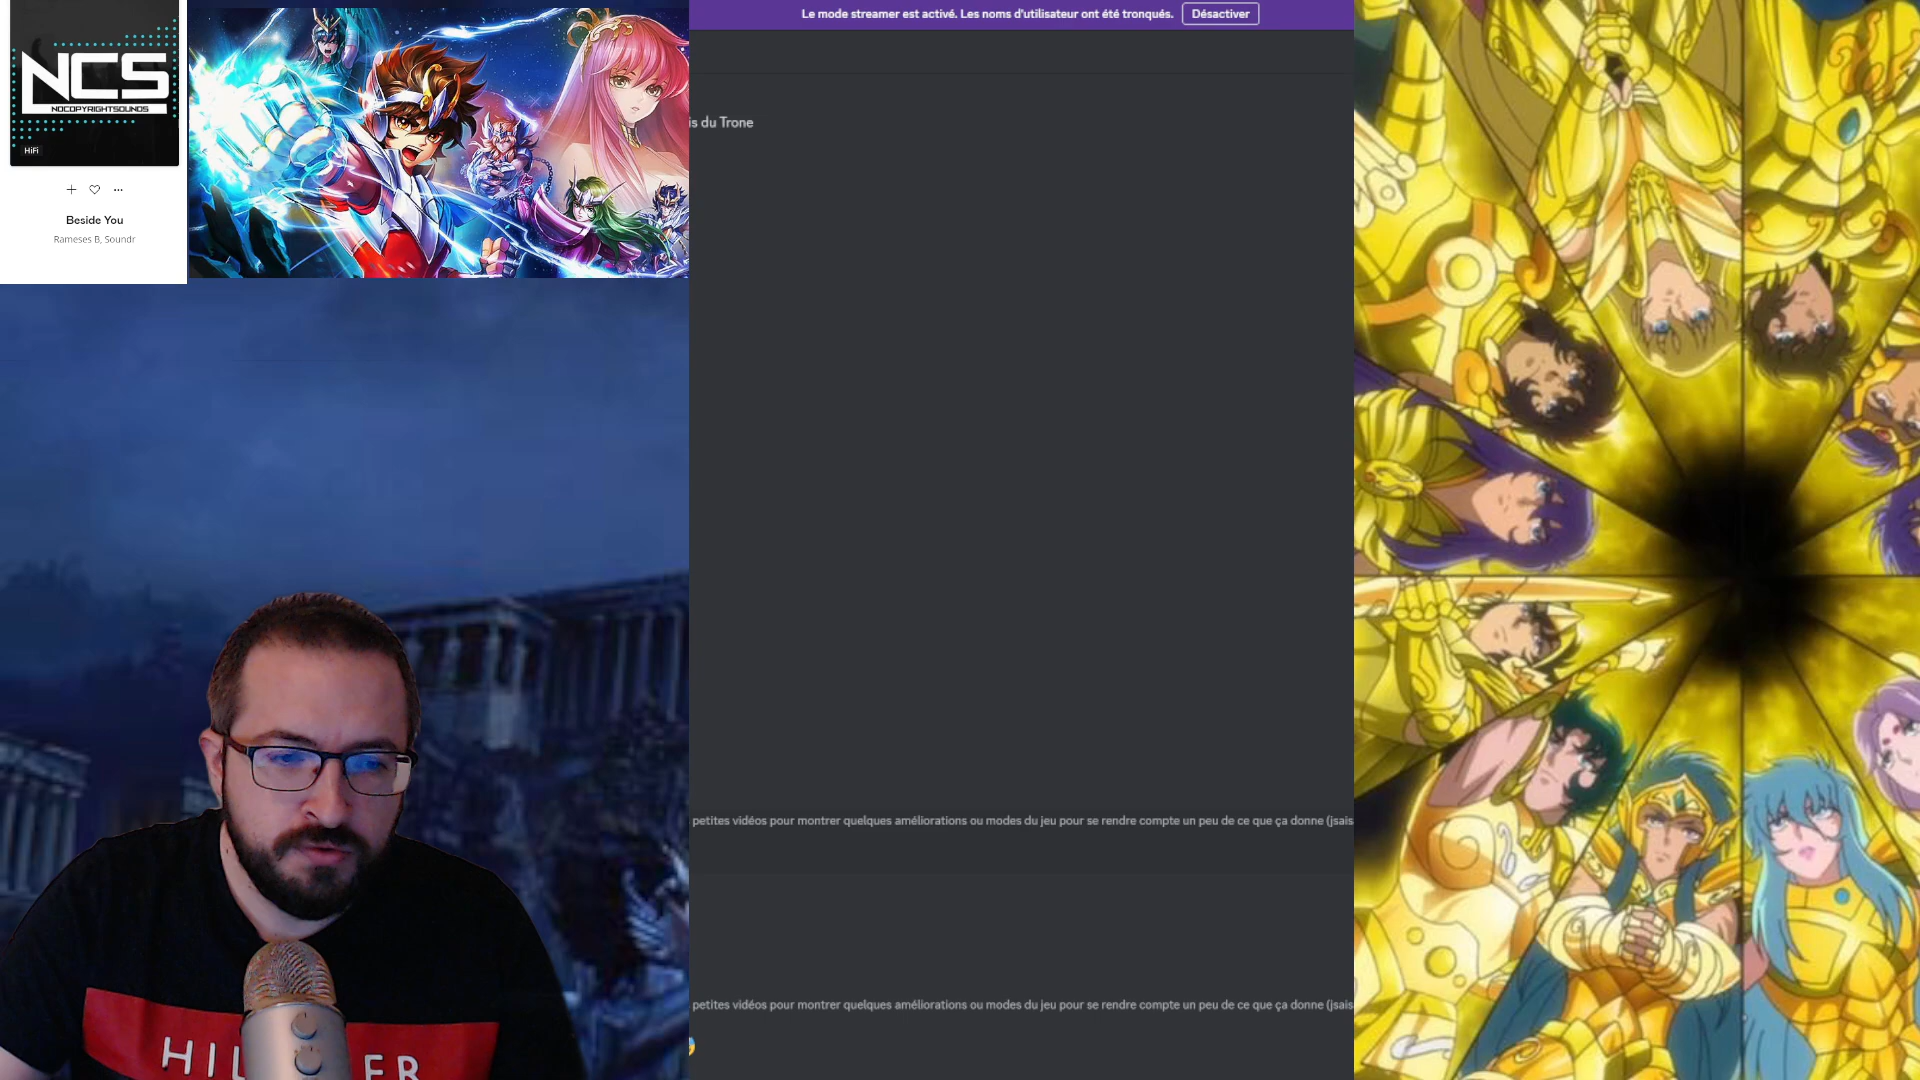 NCS
NOCOPYRIGHTSOUNDS
HiFi
Beside You
Rameses B, Soundr
Le mode streamer est activé. Les noms d'utilisateur ont été tronqués. Désactiver
is du Trone
petites vidéos pour montrer quelques améliorations ou modes du jeu pour se rendre compte un peu de ce que ça donne (jsais
petites vidéos pour montrer quelques améliorations ou modes du jeu pour se rendre compte un peu de ce que ça donne (jsais
HIL ER